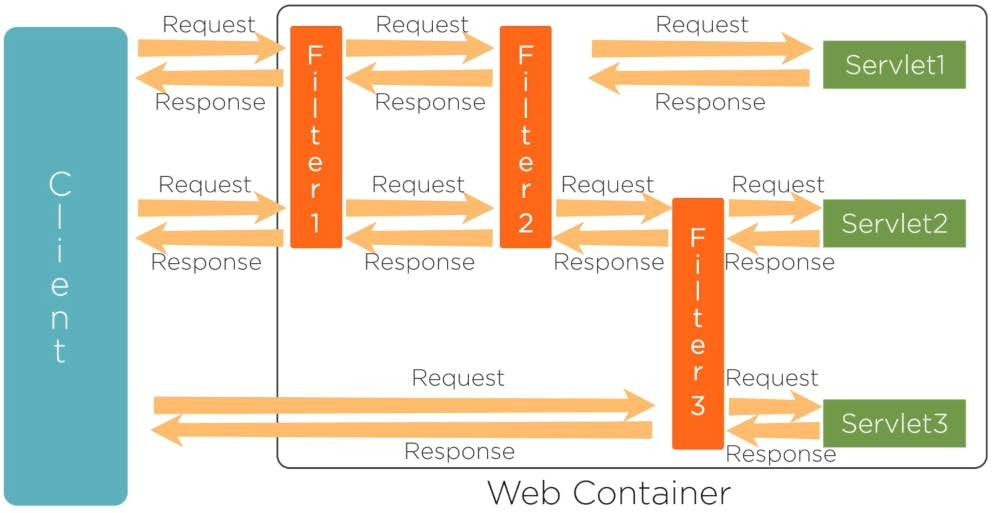 Request
Request
Request
Servlet1
Response
Response
Response
Client
Filter1
Filter2
Request
Request
Request
Request
Servlet2
Response
Response
Response
Response
Filter3
Request
Request
Servlet3
Response
Response
Web Container